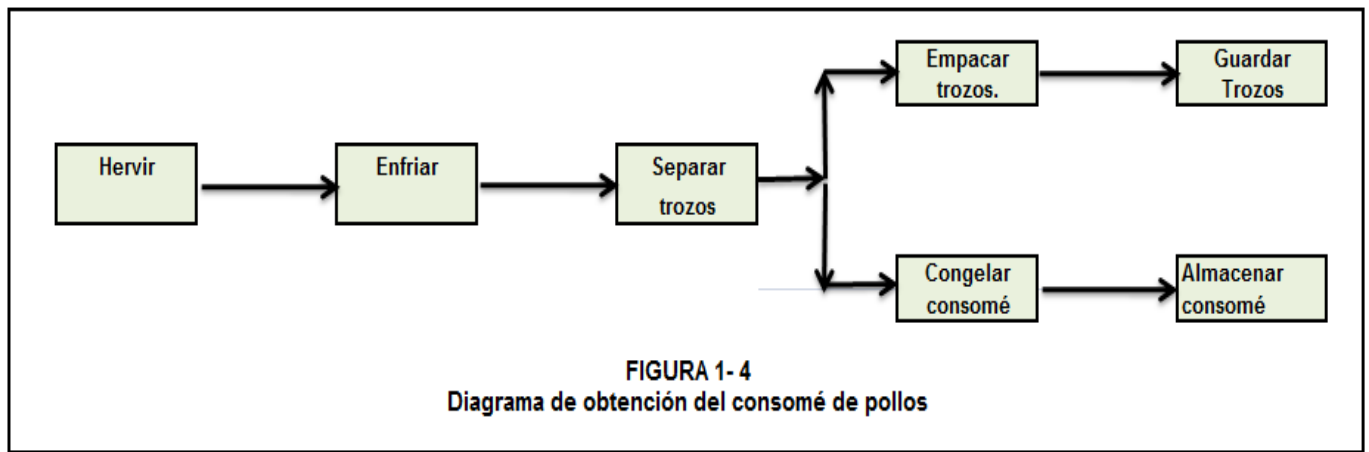 Hervir
Enfriar
Separar
trozos
Empacar
trozos.
Guardar
Trozos
Congelar
consomé
Almacenar
consomé
FIGURA 1- 4
Diagrama de obtención del consomé de pollos